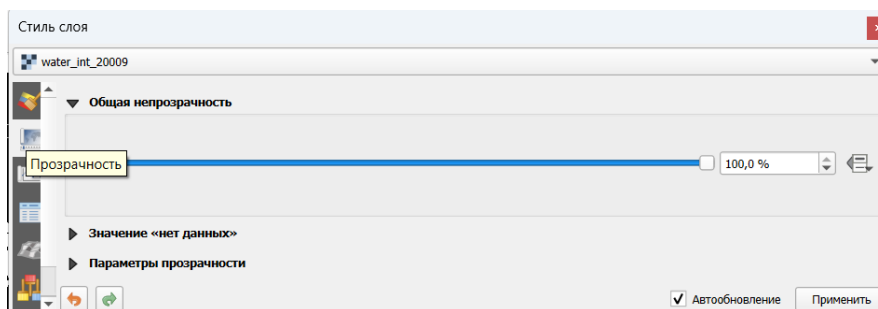 Стиль слоя
water_int_20009
Общая непрозрачность
Прозрачность
100,0 %
Значение «нет данных»
Параметры прозрачности
Автообновление
Применить